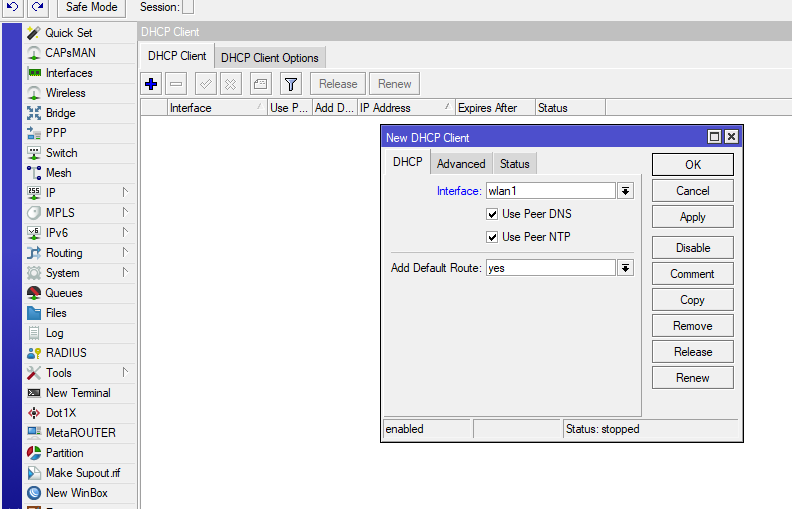 Safe Mode Session:
Quick Set
CAPsMAN
Interfaces
Wireless
Bridge
PPP
Switch
Mesh
IP
MPLS
IPv6
Routing
System
Queues
Files
Log
RADIUS
Tools
New Terminal
Dot1X
MetaROUTER
Partition
Make Supout.rif
New WinBox
DHCP Client
DHCP Client DHCP Client Options
Release Renew
Interface Use P... Add D... IP Address Expires After Status
New DHCP Client
DHCP Advanced Status
Interface: wlan1
Use Peer DNS
Use Peer NTP
Add Default Route: yes
OK
Cancel
Apply
Disable
Comment
Copy
Remove
Release
Renew
enabled Status: stopped